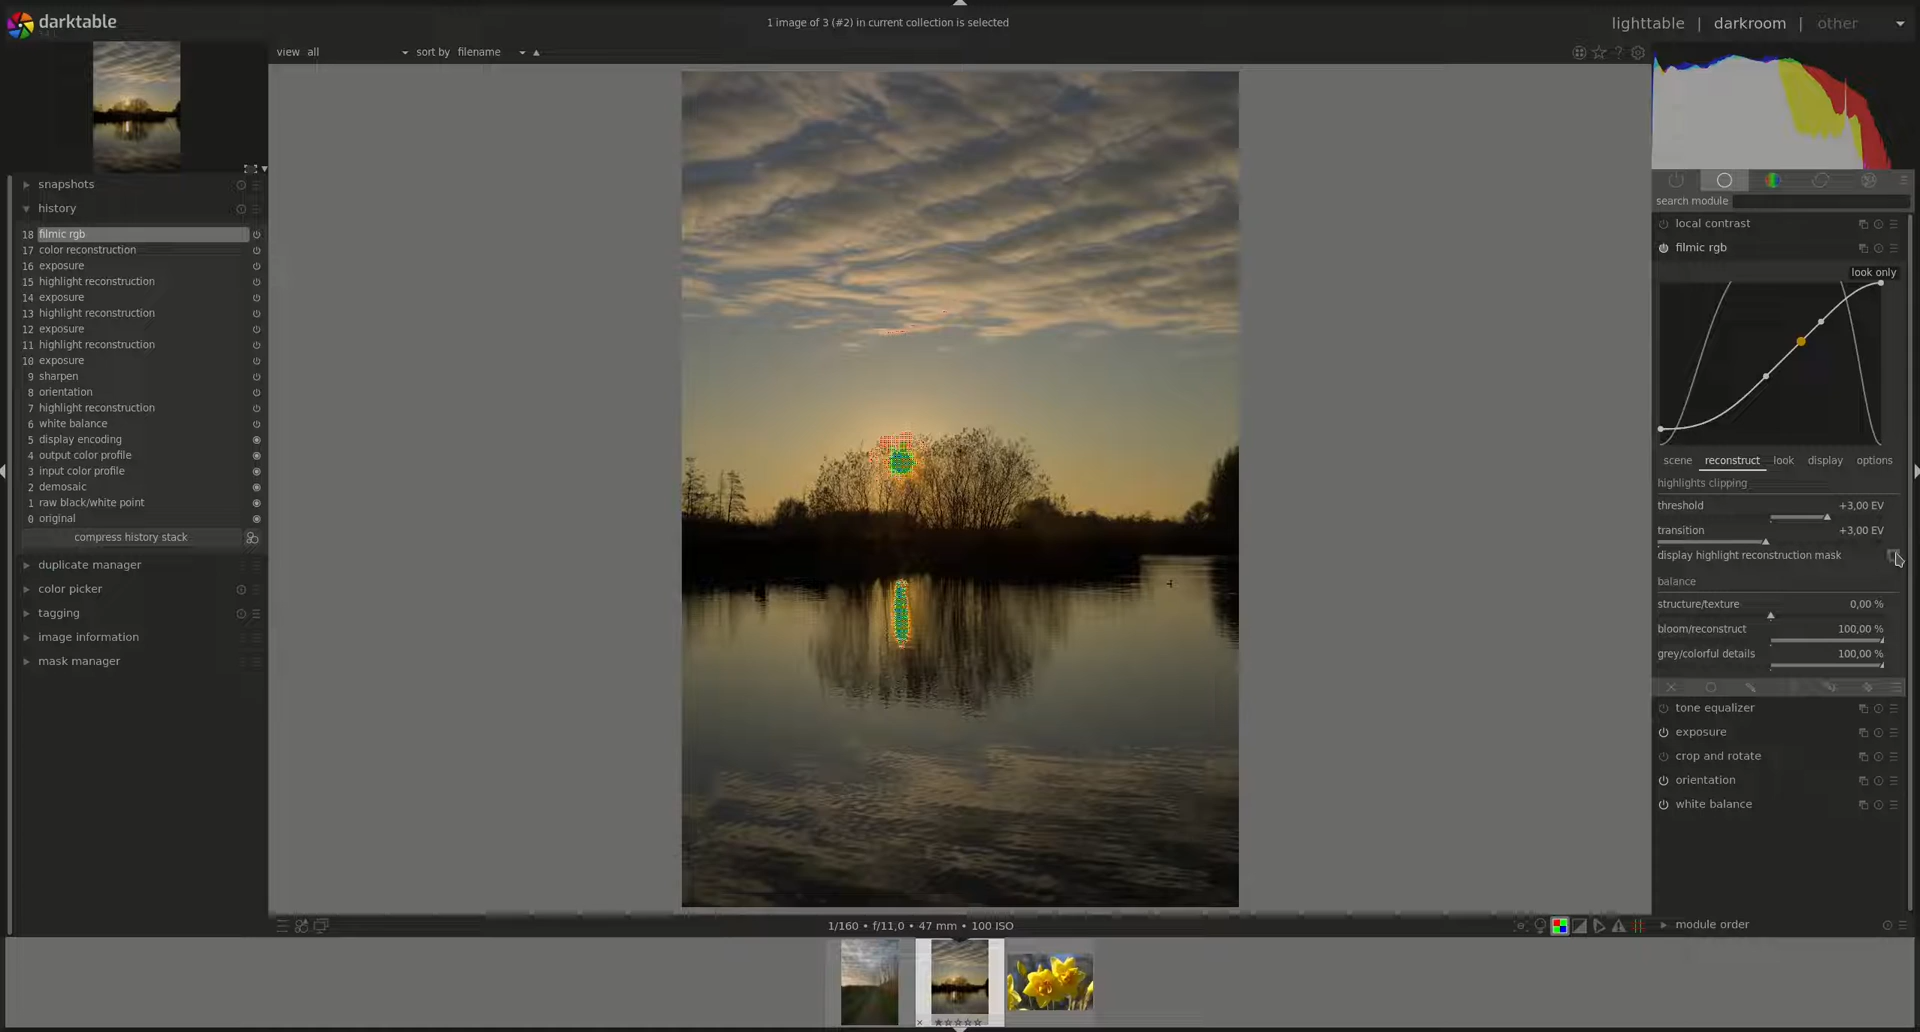 darktable
1 image of 3 (#2) in current collection is selected
lighttable | darkroom | other
view all sort by filename
snapshots
history
18 filmic rgb
17 color reconstruction
16 exposure
15 highlight reconstruction
14 exposure
13 highlight reconstruction
12 exposure
11 highlight reconstruction
10 exposure
9 sharpen
8 orientation
7 highlight reconstruction
6 white balance
5 display encoding
4 output color profile
3 input color profile
2 demosaic
1 raw black/white point
0 original
compress history stack
duplicate manager
color picker
tagging
image information
mask manager
1/160 • f/11,0 • 47 mm • 100 ISO
search module
local contrast
filmic rgb
look only
scene reconstruct look display options
highlights clipping
threshold +3,00 EV
transition +3,00 EV
display highlight reconstruction mask
balance
structure/texture 0,00 %
bloom/reconstruct 100,00 %
grey/colorful details 100,00 %
tone equalizer
exposure
crop and rotate
orientation
white balance
module order